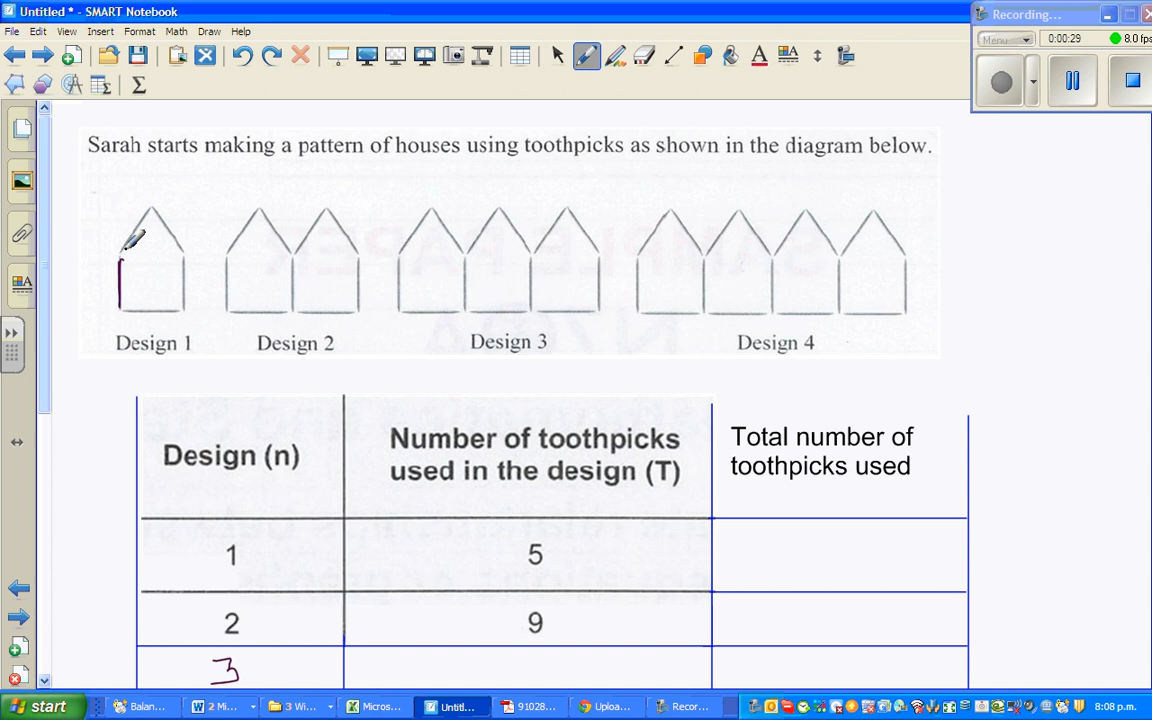 Untitled * - SMART Notebook
Recording...
File Edit View Insert Format Math Draw Help
Menu 0:00:29 8.0 fps
Sarah starts making a pattern of houses using toothpicks as shown in the diagram below.
Design 1 Design 2 Design 3 Design 4
Design (n) Number of toothpicks used in the design (T) Total number of toothpicks used
1 5
2 9
3
start Balan... 2 Mi... 3 Wi... Micros... Untitl... 91028... Uploa... Recor... 8:08 p.m.